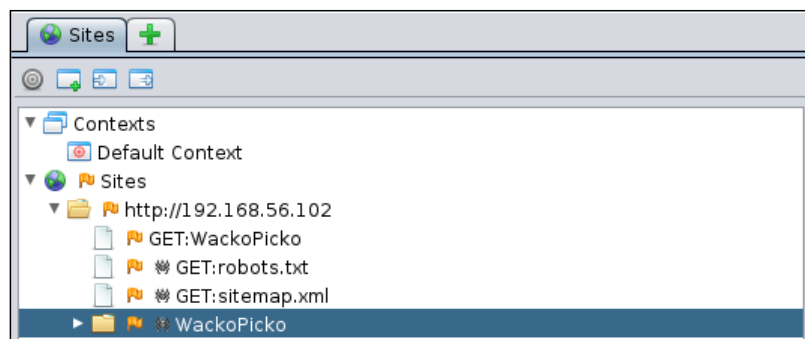 Sites
Contexts
Default Context
Sites
http://192.168.56.102
GET:WackoPicko
GET:robots.txt
GET:sitemap.xml
WackoPicko